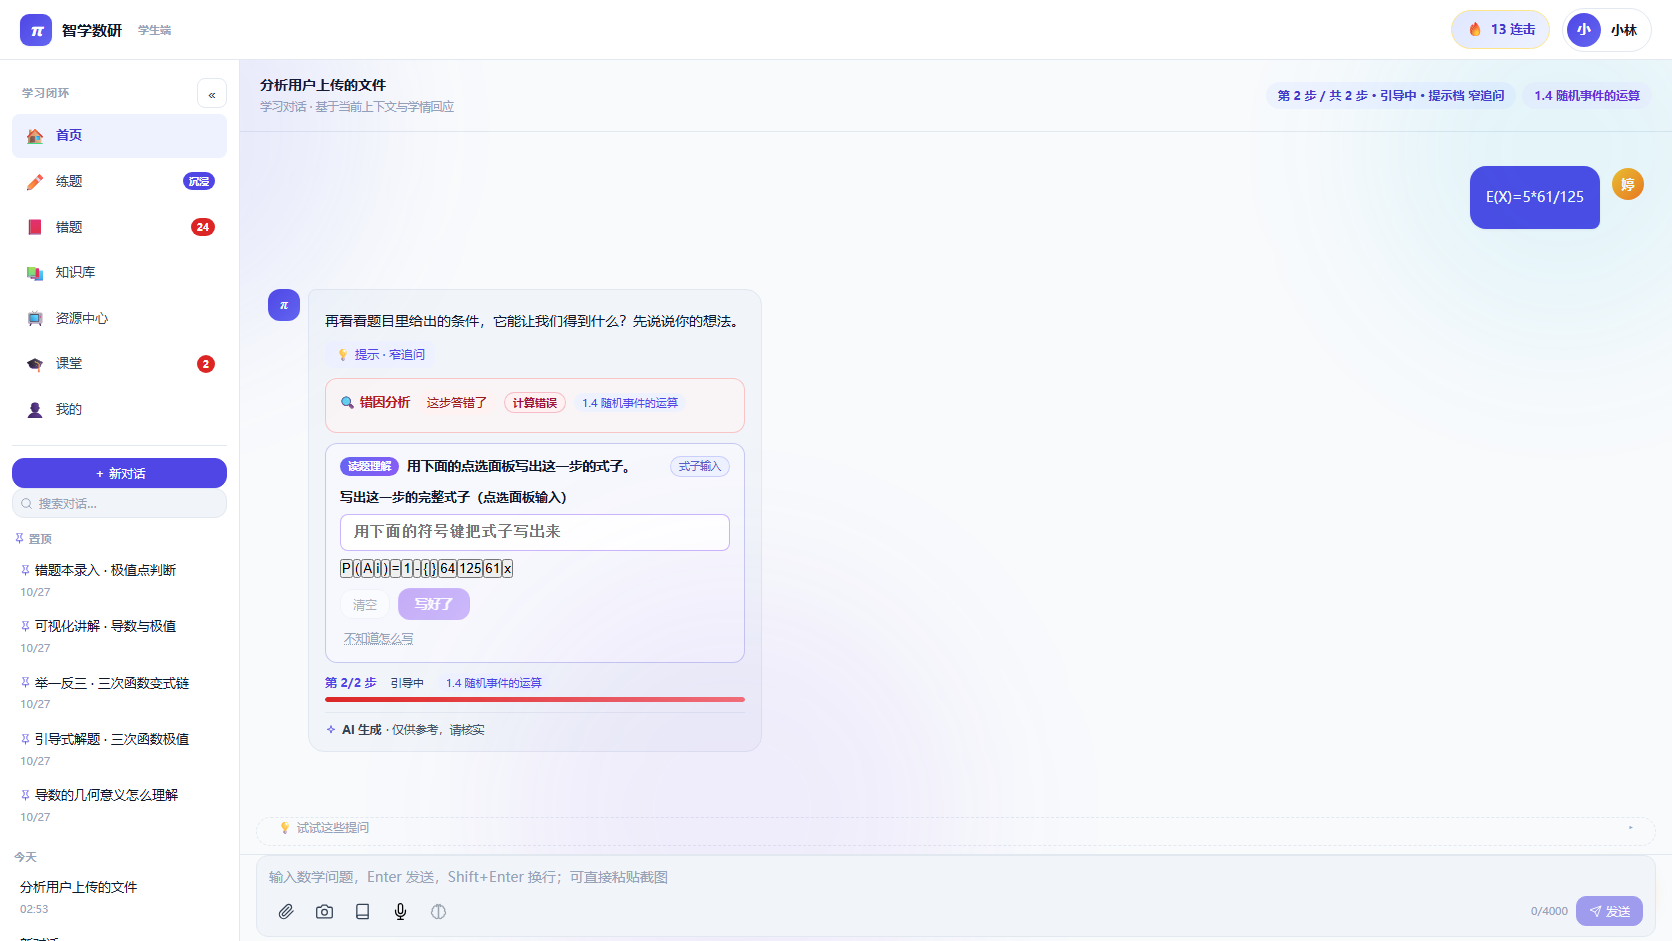 π 智学数研 学生端
13 连击
小 小林
学习闭环
«
首页
练题 沉浸
错题 24
知识库
资源中心
课堂 2
我的
+ 新对话
搜索对话...
置顶
错题本录入 · 极值点判断
10/27
可视化讲解 · 导数与极值
10/27
举一反三 · 三次函数变式链
10/27
引导式解题 · 三次函数极值
10/27
导数的几何意义怎么理解
10/27
今天
分析用户上传的文件
02:53
新对话
分析用户上传的文件
学习对话 · 基于当前上下文与学情回应
第 2 步 / 共 2 步 • 引导中 • 提示档 窄追问
1.4 随机事件的运算
E(X)=5*61/125
婷
π
再看看题目里给出的条件，它能让我们得到什么？先说说你的想法。
提示 · 窄追问
错因分析 这步答错了 计算错误 1.4 随机事件的运算
读题理解 用下面的点选面板写出这一步的式子。 式子输入
写出这一步的完整式子（点选面板输入）
用下面的符号键把式子写出来
P(Ai)=1-{}6412561x
清空 写好了
不知道怎么写
第 2/2 步 引导中 1.4 随机事件的运算
AI 生成 · 仅供参考，请核实
试试这些提问
输入数学问题，Enter 发送，Shift+Enter 换行；可直接粘贴截图
0/4000 发送